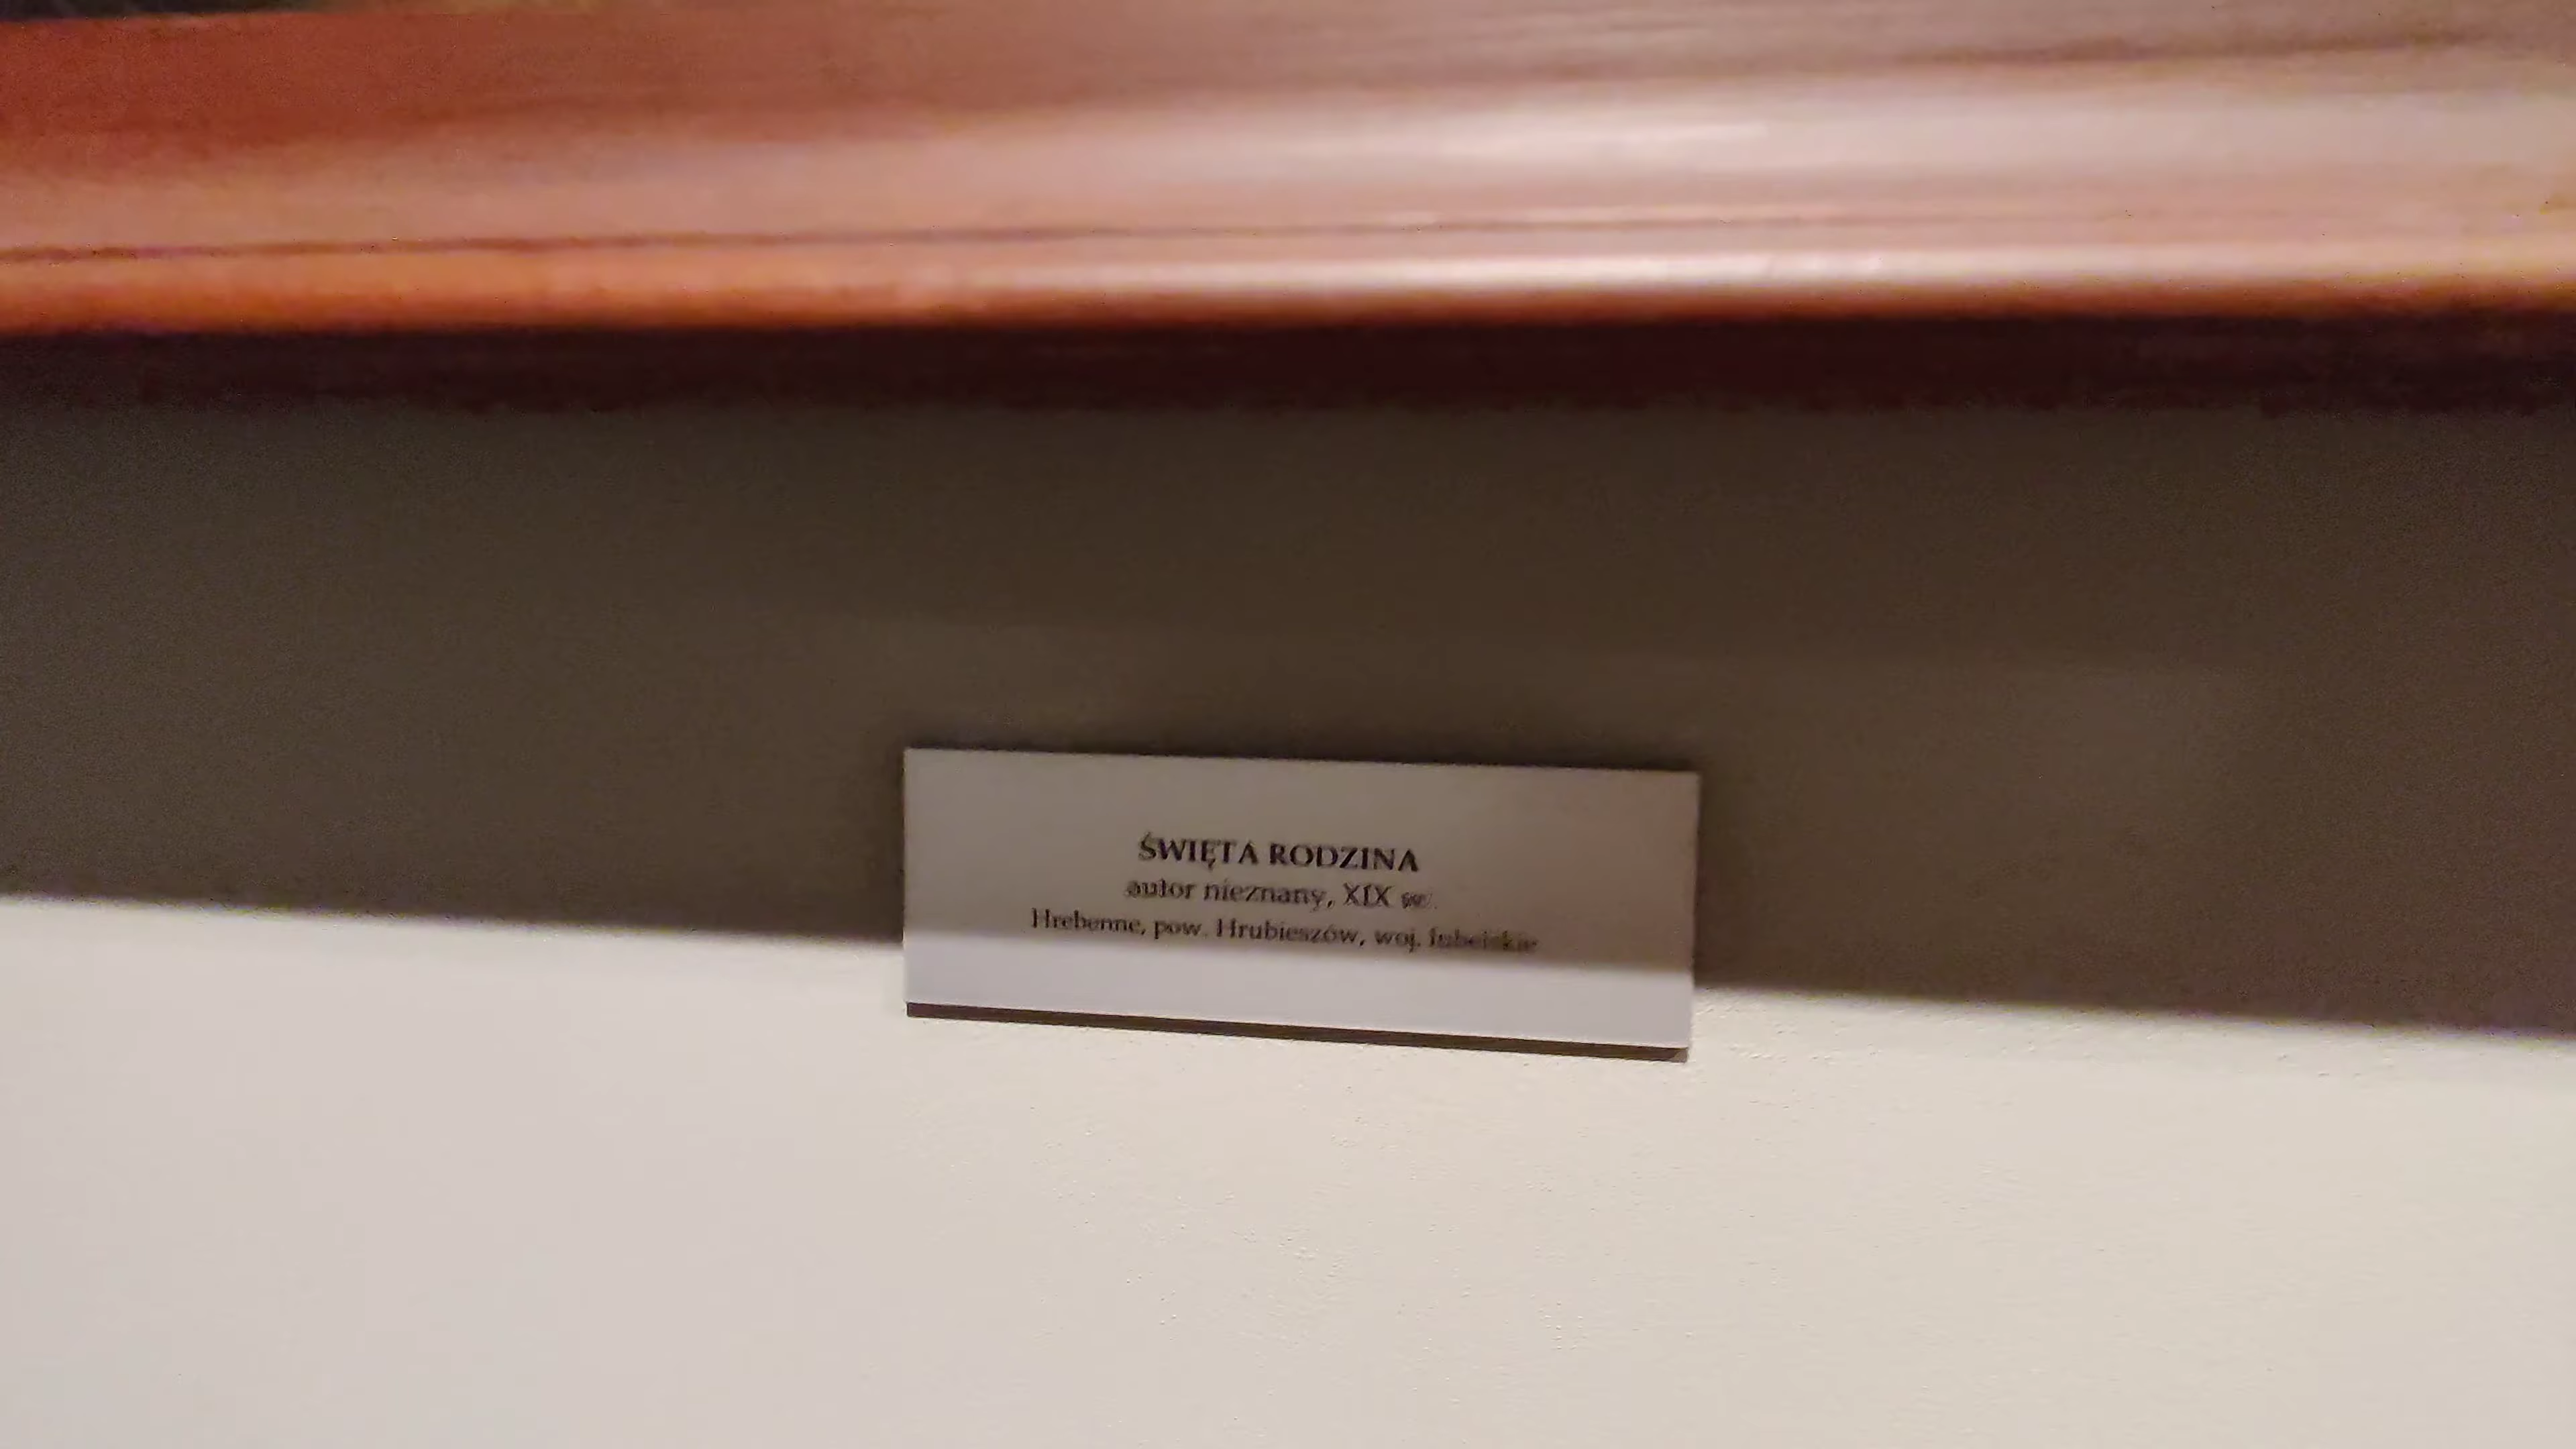 ŚWIĘTA RODZINA
autor nieznany, XIX w.
Hrebenne, pow. Hrubieszów, woj. lubelskie